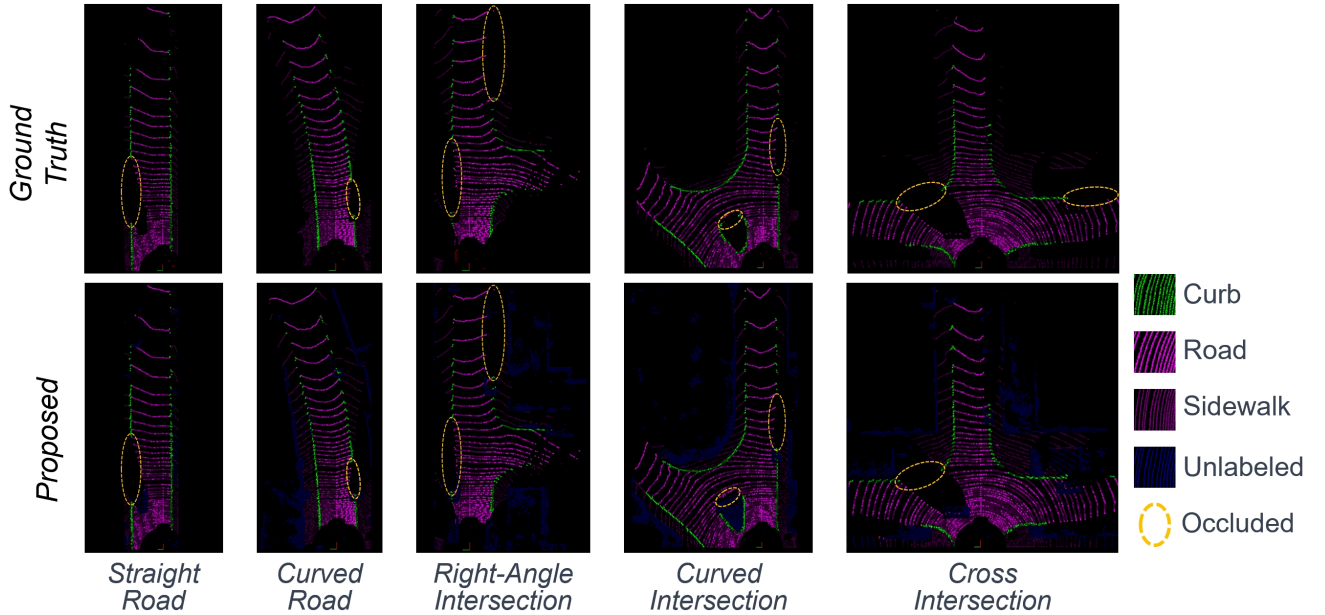 Ground
Truth
Proposed
Curb
Road
Sidewalk
Unlabeled
Occluded
Straight
Road
Curved
Road
Right-Angle
Intersection
Curved
Intersection
Cross
Intersection